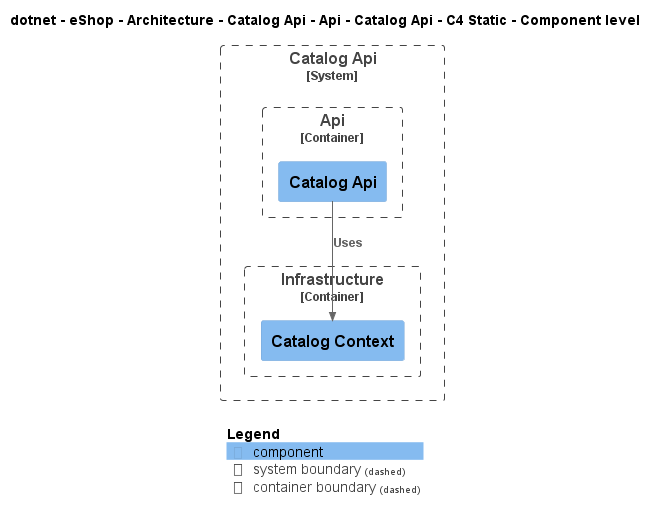 dotnet - eShop - Architecture - Catalog Api - Api - Catalog Api - C4 Static - Component level
Catalog Api
[System]
Api
[Container]
Catalog Api
Uses
Infrastructure
[Container]
Catalog Context
Legend
component
system boundary (dashed)
container boundary (dashed)